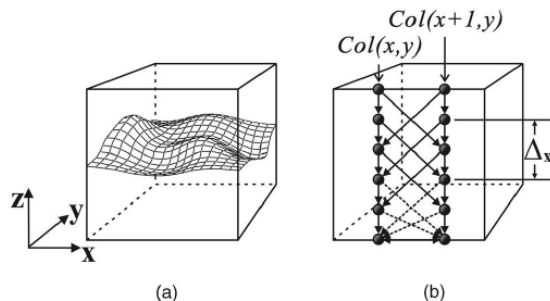 Col(x+1,y)
Col(x,y)
Δx
z
y
x
(a)
(b)